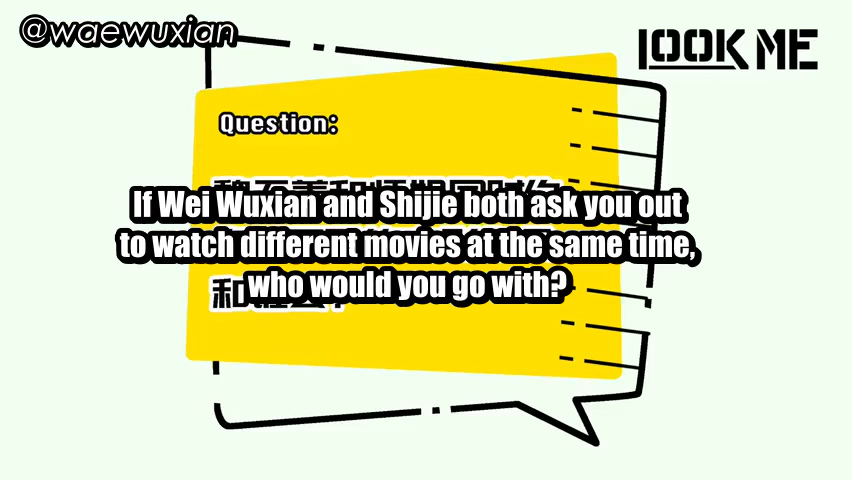 @waewuxian
LOOK ME
Question:
If Wei Wuxian and Shijie both ask you out
to watch different movies at the same time,
who would you go with?